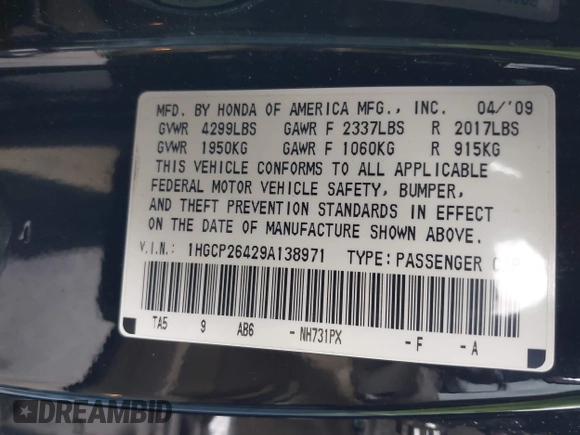 MFD. BY HONDA OF AMERICA MFG., INC. 04/'09
GVWR 4299LBS GAWR F 2337LBS R 2017LBS
GVWR 1950KG GAWR F 1060KG R 915KG
THIS VEHICLE CONFORMS TO ALL APPLICABLE
FEDERAL MOTOR VEHICLE SAFETY, BUMPER,
AND THEFT PREVENTION STANDARDS IN EFFECT
ON THE DATE OF MANUFACTURE SHOWN ABOVE.
V.I.N.: 1HGCP26429A138971 TYPE: PASSENGER CAR
TA5 9 AB6 -NH731PX -F -A
DREAMBID